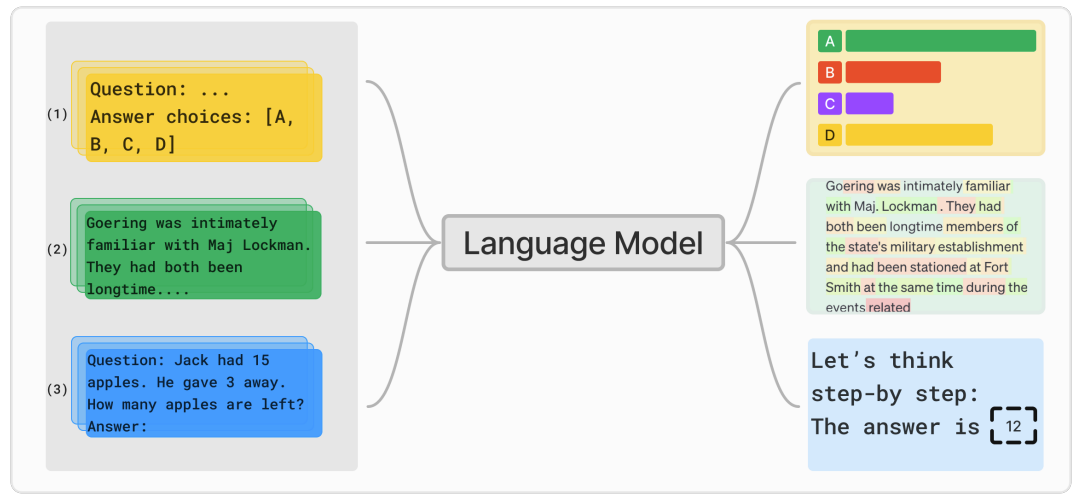 (1)
Question: ...
Answer choices: [A,
B, C, D]
(2)
Goering was intimately
familiar with Maj Lockman.
They had both been
longtime....
(3)
Question: Jack had 15
apples. He gave 3 away.
How many apples are left?
Answer:
Language Model
A
B
C
D
Goering was intimately familiar
with Maj. Lockman . They had
both been longtime members of
the state's military establishment
and had been stationed at Fort
Smith at the same time during the
events related
Let's think
step-by step:
The answer is 12